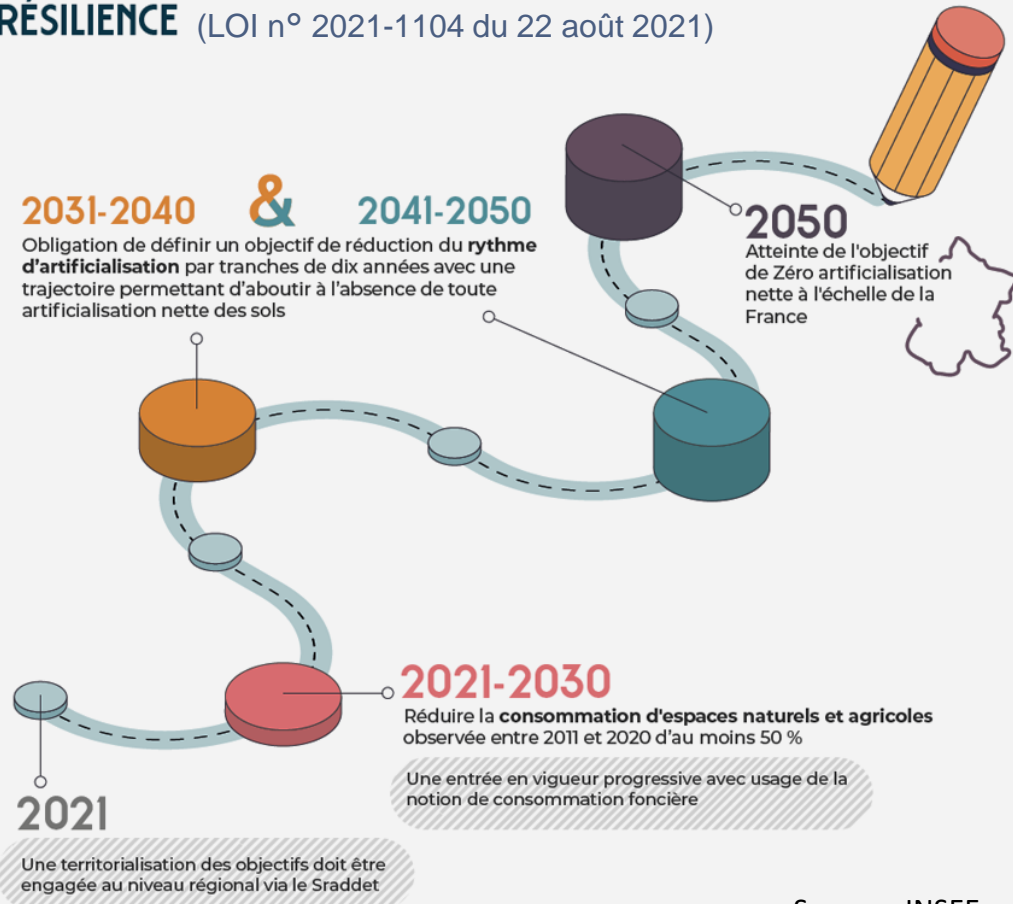 RÉSILIENCE (LOI n° 2021-1104 du 22 août 2021)
2031-2040 & 2041-2050
Obligation de définir un objectif de réduction du rythme
d'artificialisation par tranches de dix années avec une
trajectoire permettant d'aboutir à l'absence de toute
artificialisation nette des sols
2050
Atteinte de l'objectif
de Zéro artificialisation
nette à l'échelle de la
France
2021-2030
Réduire la consommation d'espaces naturels et agricoles
observée entre 2011 et 2020 d'au moins 50 %
Une entrée en vigueur progressive avec usage de la
notion de consommation foncière
2021
Une territorialisation des objectifs doit être
engagée au niveau régional via le Sraddet